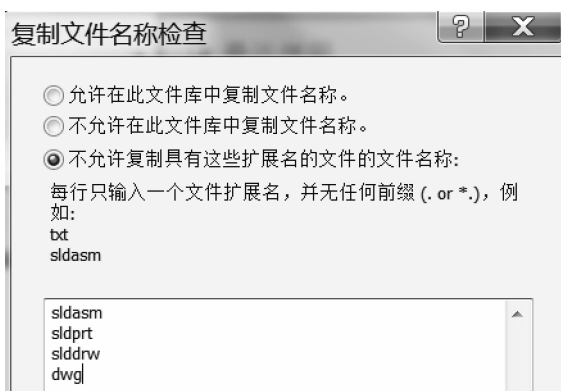 复制文件名称检查
允许在此文件库中复制文件名称。
不允许在此文件库中复制文件名称。
不允许复制具有这些扩展名的文件的文件名称:
每行只输入一个文件扩展名，并无任何前缀 (. or *.)，例
如:
txt
sldasm
sldasm
sldprt
slddrw
dwg